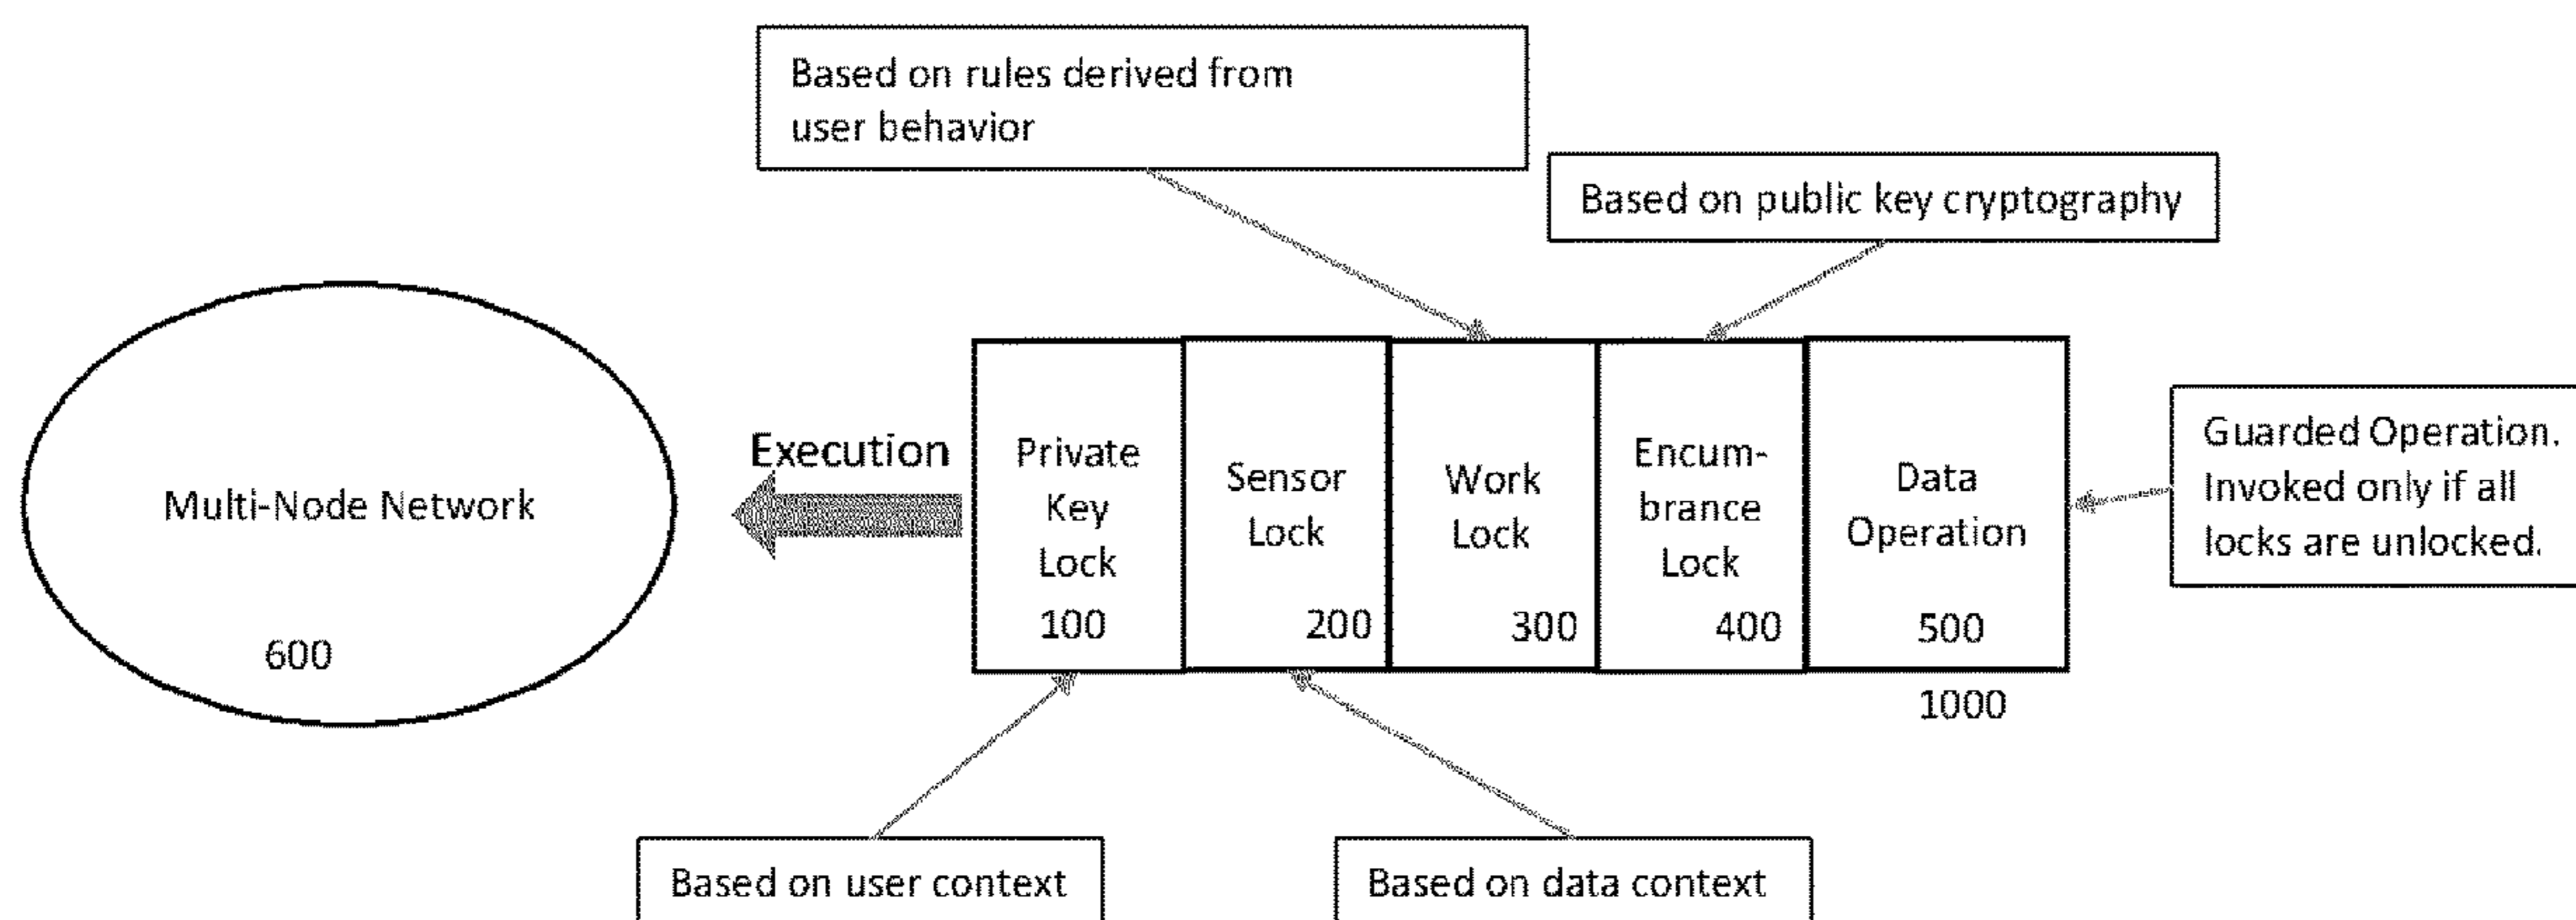 Based on rules derived from
user behavior
Based on public key cryptography
Multi-Node Network
600
Execution
Private
Key
Lock
100
Sensor
Lock
200
Work
Lock
300
Encum-
brance
Lock
400
Data
Operation
500
1000
Guarded Operation.
Invoked only if all
locks are unlocked.
Based on user context
Based on data context